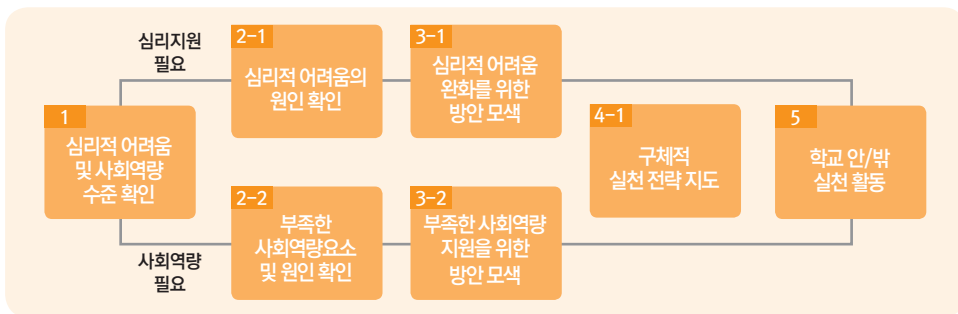 심리지원
필요
1
심리적 어려움
및 사회역량
수준 확인
사회역량
필요
2-1
심리적 어려움의
원인 확인
2-2
부족한
사회역량요소
및 원인 확인
3-1
심리적 어려움
완화를 위한
방안 모색
3-2
부족한 사회역량
지원을 위한
방안 모색
4-1
구체적
실천 전략 지도
5
학교 안/밖
실천 활동